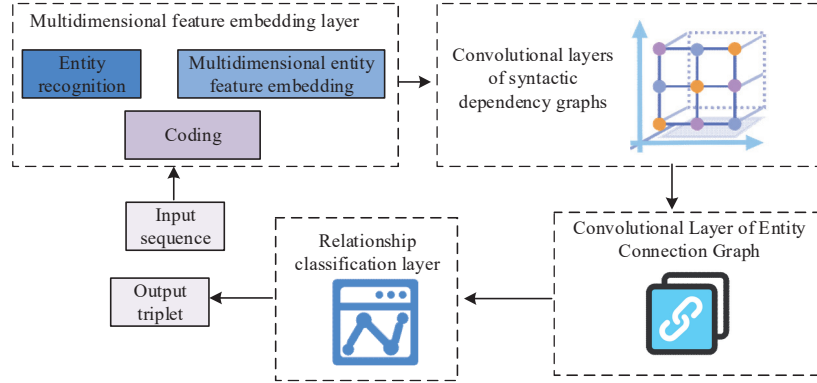 Multidimensional feature embedding layer
Entity
recognition
Multidimensional entity
feature embedding
Coding
Convolutional layers
of syntactic
dependency graphs
Input
sequence
Relationship
classification layer
Convolutional Layer of Entity
Connection Graph
Output
triplet